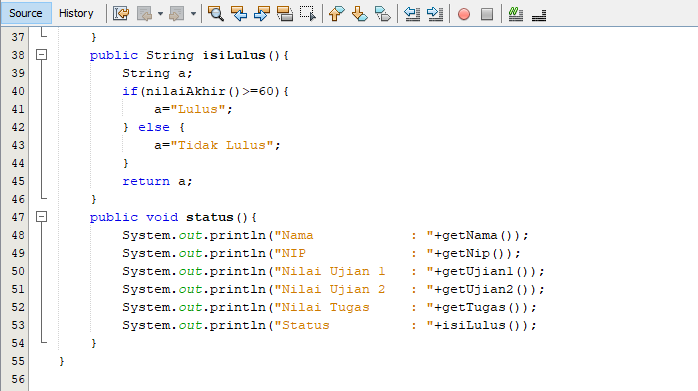 Source History
37 }
38 public String isiLulus(){
39 String a;
40 if(nilaiAkhir()>=60){
41 a="Lulus";
42 } else {
43 a="Tidak Lulus";
44 }
45 return a;
46 }
47 public void status(){
48 System.out.println("Nama            : "+getNama());
49 System.out.println("NIP             : "+getNip());
50 System.out.println("Nilai Ujian 1   : "+getUjian1());
51 System.out.println("Nilai Ujian 2   : "+getUjian2());
52 System.out.println("Nilai Tugas     : "+getTugas());
53 System.out.println("Status          : "+isiLulus());
54 }
55 }
56